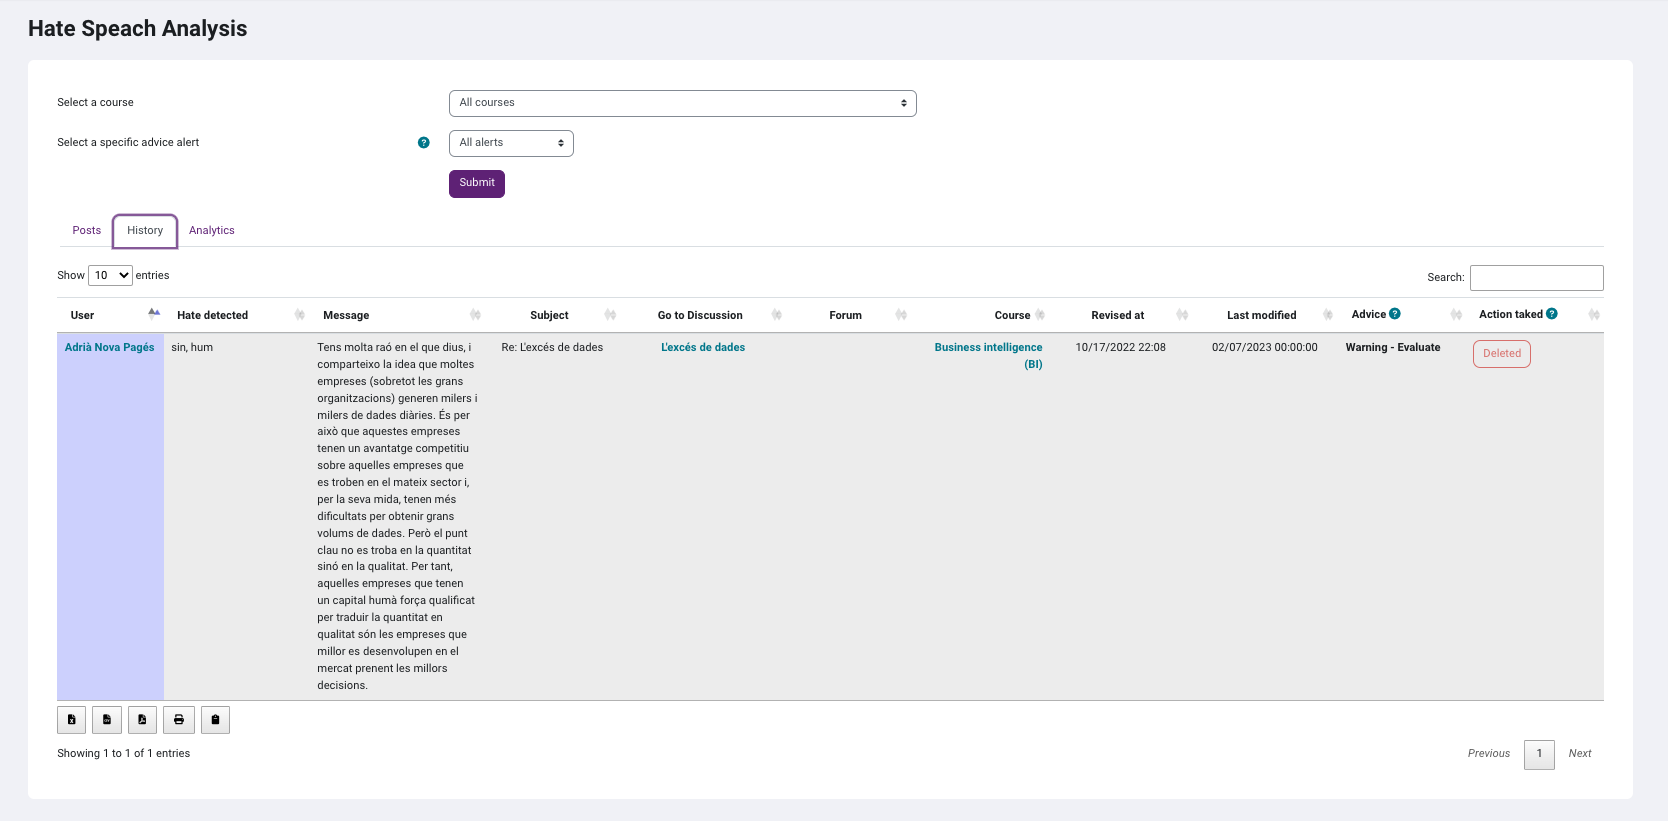 Hate Speach Analysis
Select a course
All courses
Select a specific advice alert
?
All alerts
Submit
Posts
History
Analytics
Show 10 entries
Search:
User
Hate detected
Message
Subject
Go to Discussion
Forum
Course
Revised at
Last modified
Advice ?
Action taked ?
Adrià Nova Pagés
sin, hum
Tens molta raó en el que dius, i
comparteixo la idea que moltes
empreses (sobretot les grans
organitzacions) generen milers i
milers de dades diàries. És per
això que aquestes empreses
tenen un avantatge competitiu
sobre aquelles empreses que
es troben en el mateix sector i,
per la seva mida, tenen més
dificultats per obtenir grans
volums de dades. Però el punt
clau no es troba en la quantitat
sinó en la qualitat. Per tant,
aquelles empreses que tenen
un capital humà força qualificat
per traduir la quantitat en
qualitat són les empreses que
millor es desenvolupen en el
mercat prenent les millors
decisions.
Re: L'excés de dades
L'excés de dades
Business intelligence
(BI)
10/17/2022 22:08
02/07/2023 00:00:00
Warning - Evaluate
Deleted
Showing 1 to 1 of 1 entries
Previous
1
Next